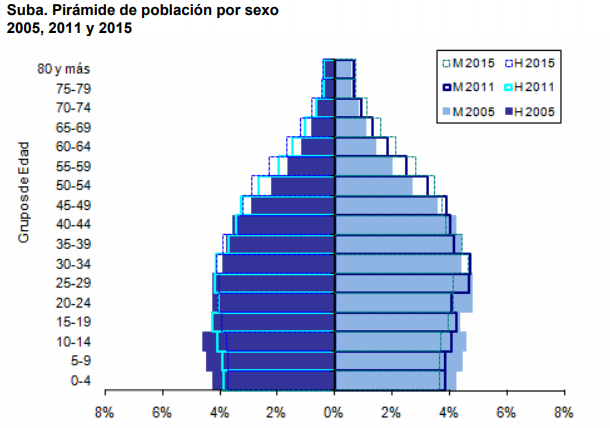 Suba. Pirámide de población por sexo
2005, 2011 y 2015
M2015 H2015
M2011 H2011
M2005 H2005
Grupos de Edad
80 y más
75-79
70-74
65-69
60-64
55-59
50-54
45-49
40-44
35-39
30-34
25-29
20-24
15-19
10-14
5-9
0-4
8% 6% 4% 2% 0% 2% 4% 6% 8%